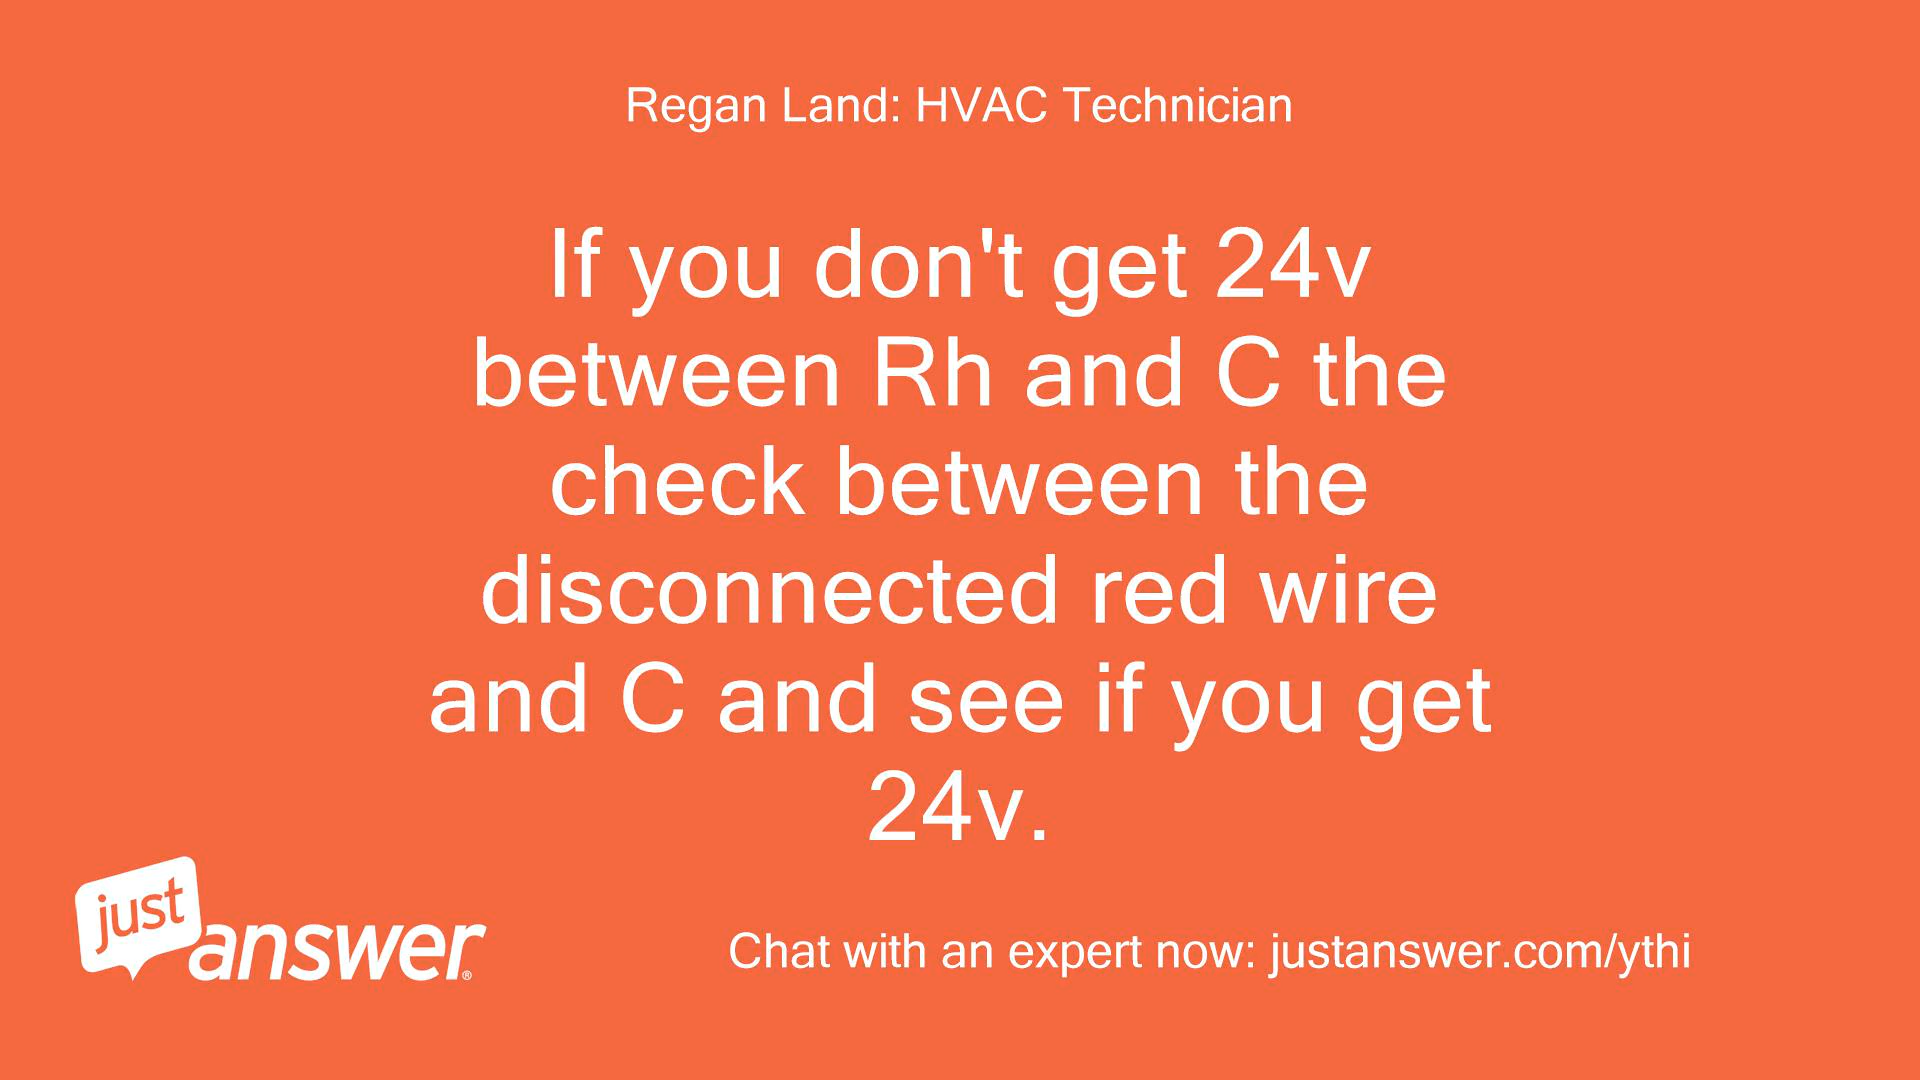 Regan Land: HVAC Technician
If you don't get 24v
between Rh and C the
check between the
disconnected red wire
and C and see if you get
24v.
just
answer®
Chat with an expert now: justanswer.com/ythi